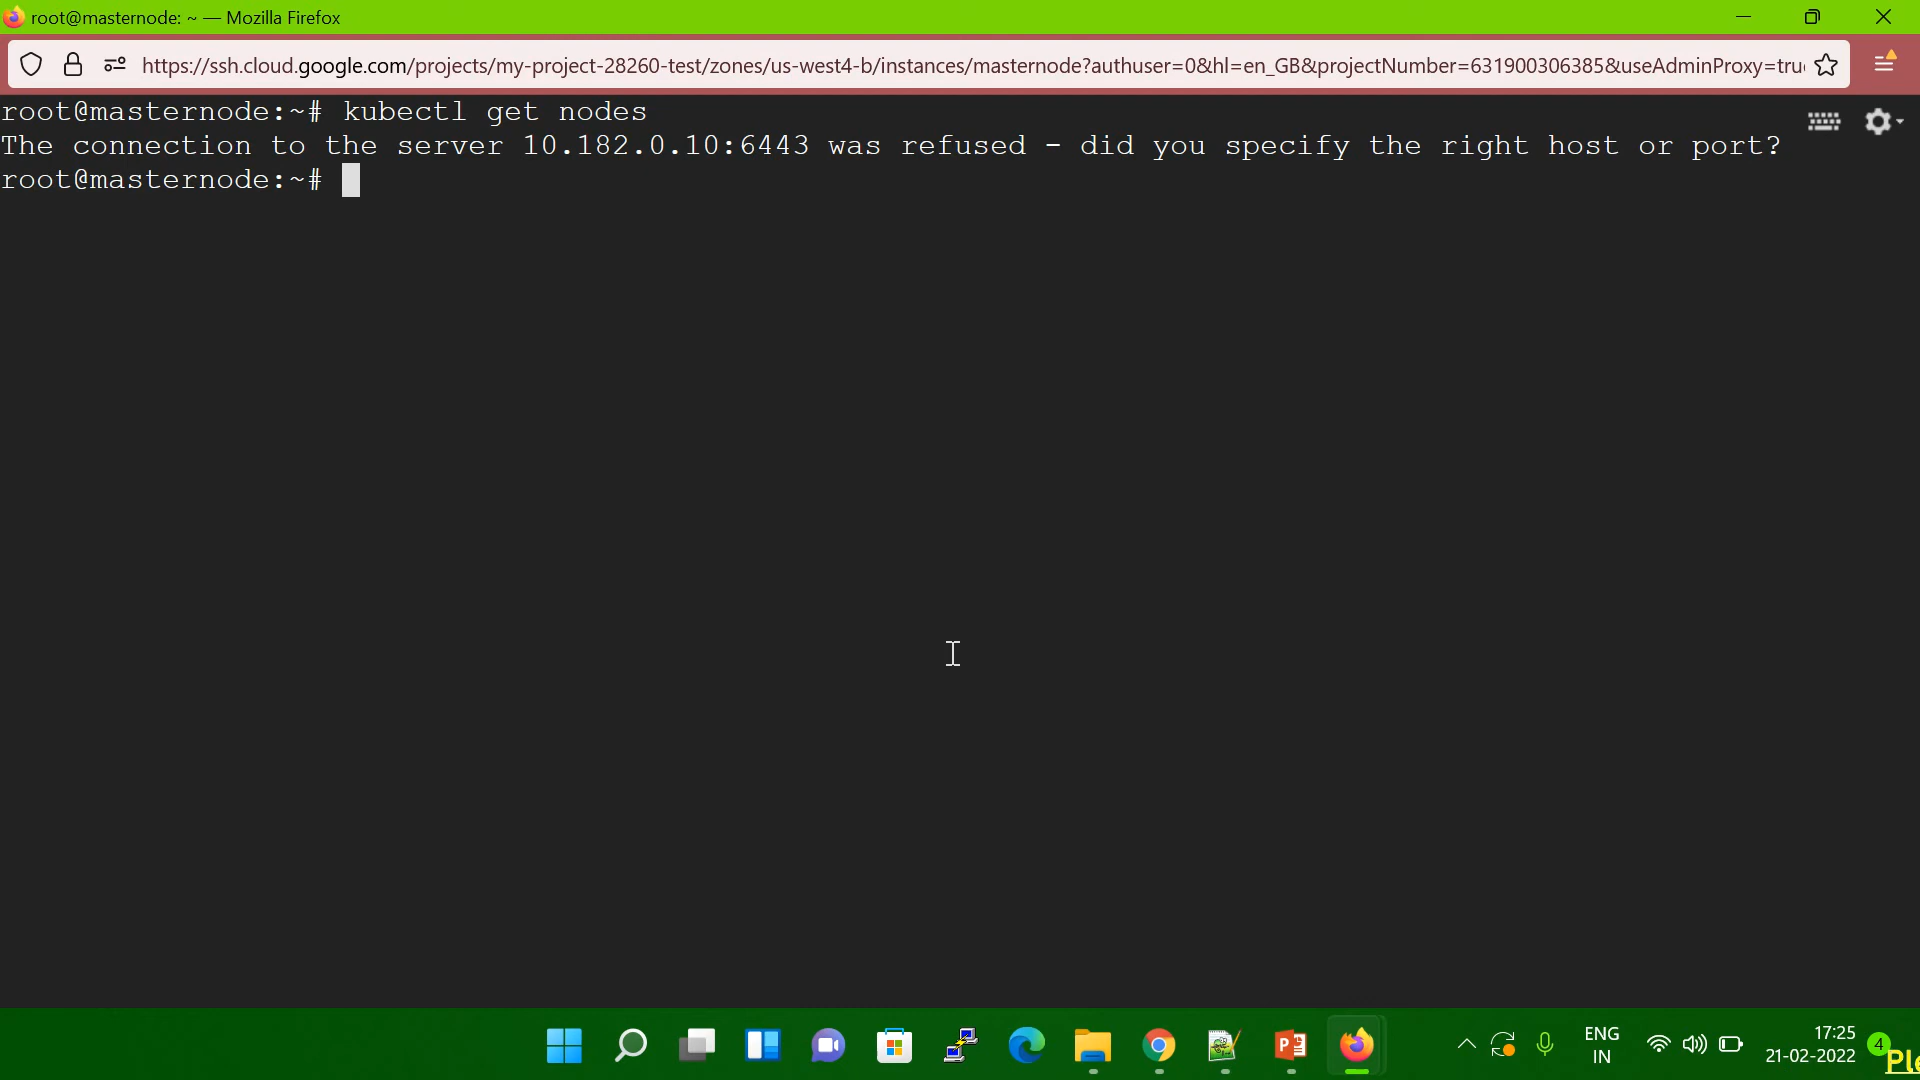 root@masternode: ~ — Mozilla Firefox
https://ssh.cloud.google.com/projects/my-project-28260-test/zones/us-west4-b/instances/masternode?authuser=0&hl=en_GB&projectNumber=631900306385&useAdminProxy=tru
root@masternode:~# kubectl get nodes
The connection to the server 10.182.0.10:6443 was refused - did you specify the right host or port?
root@masternode:~#
ENG
IN
17:25
21-02-2022
4
Ple